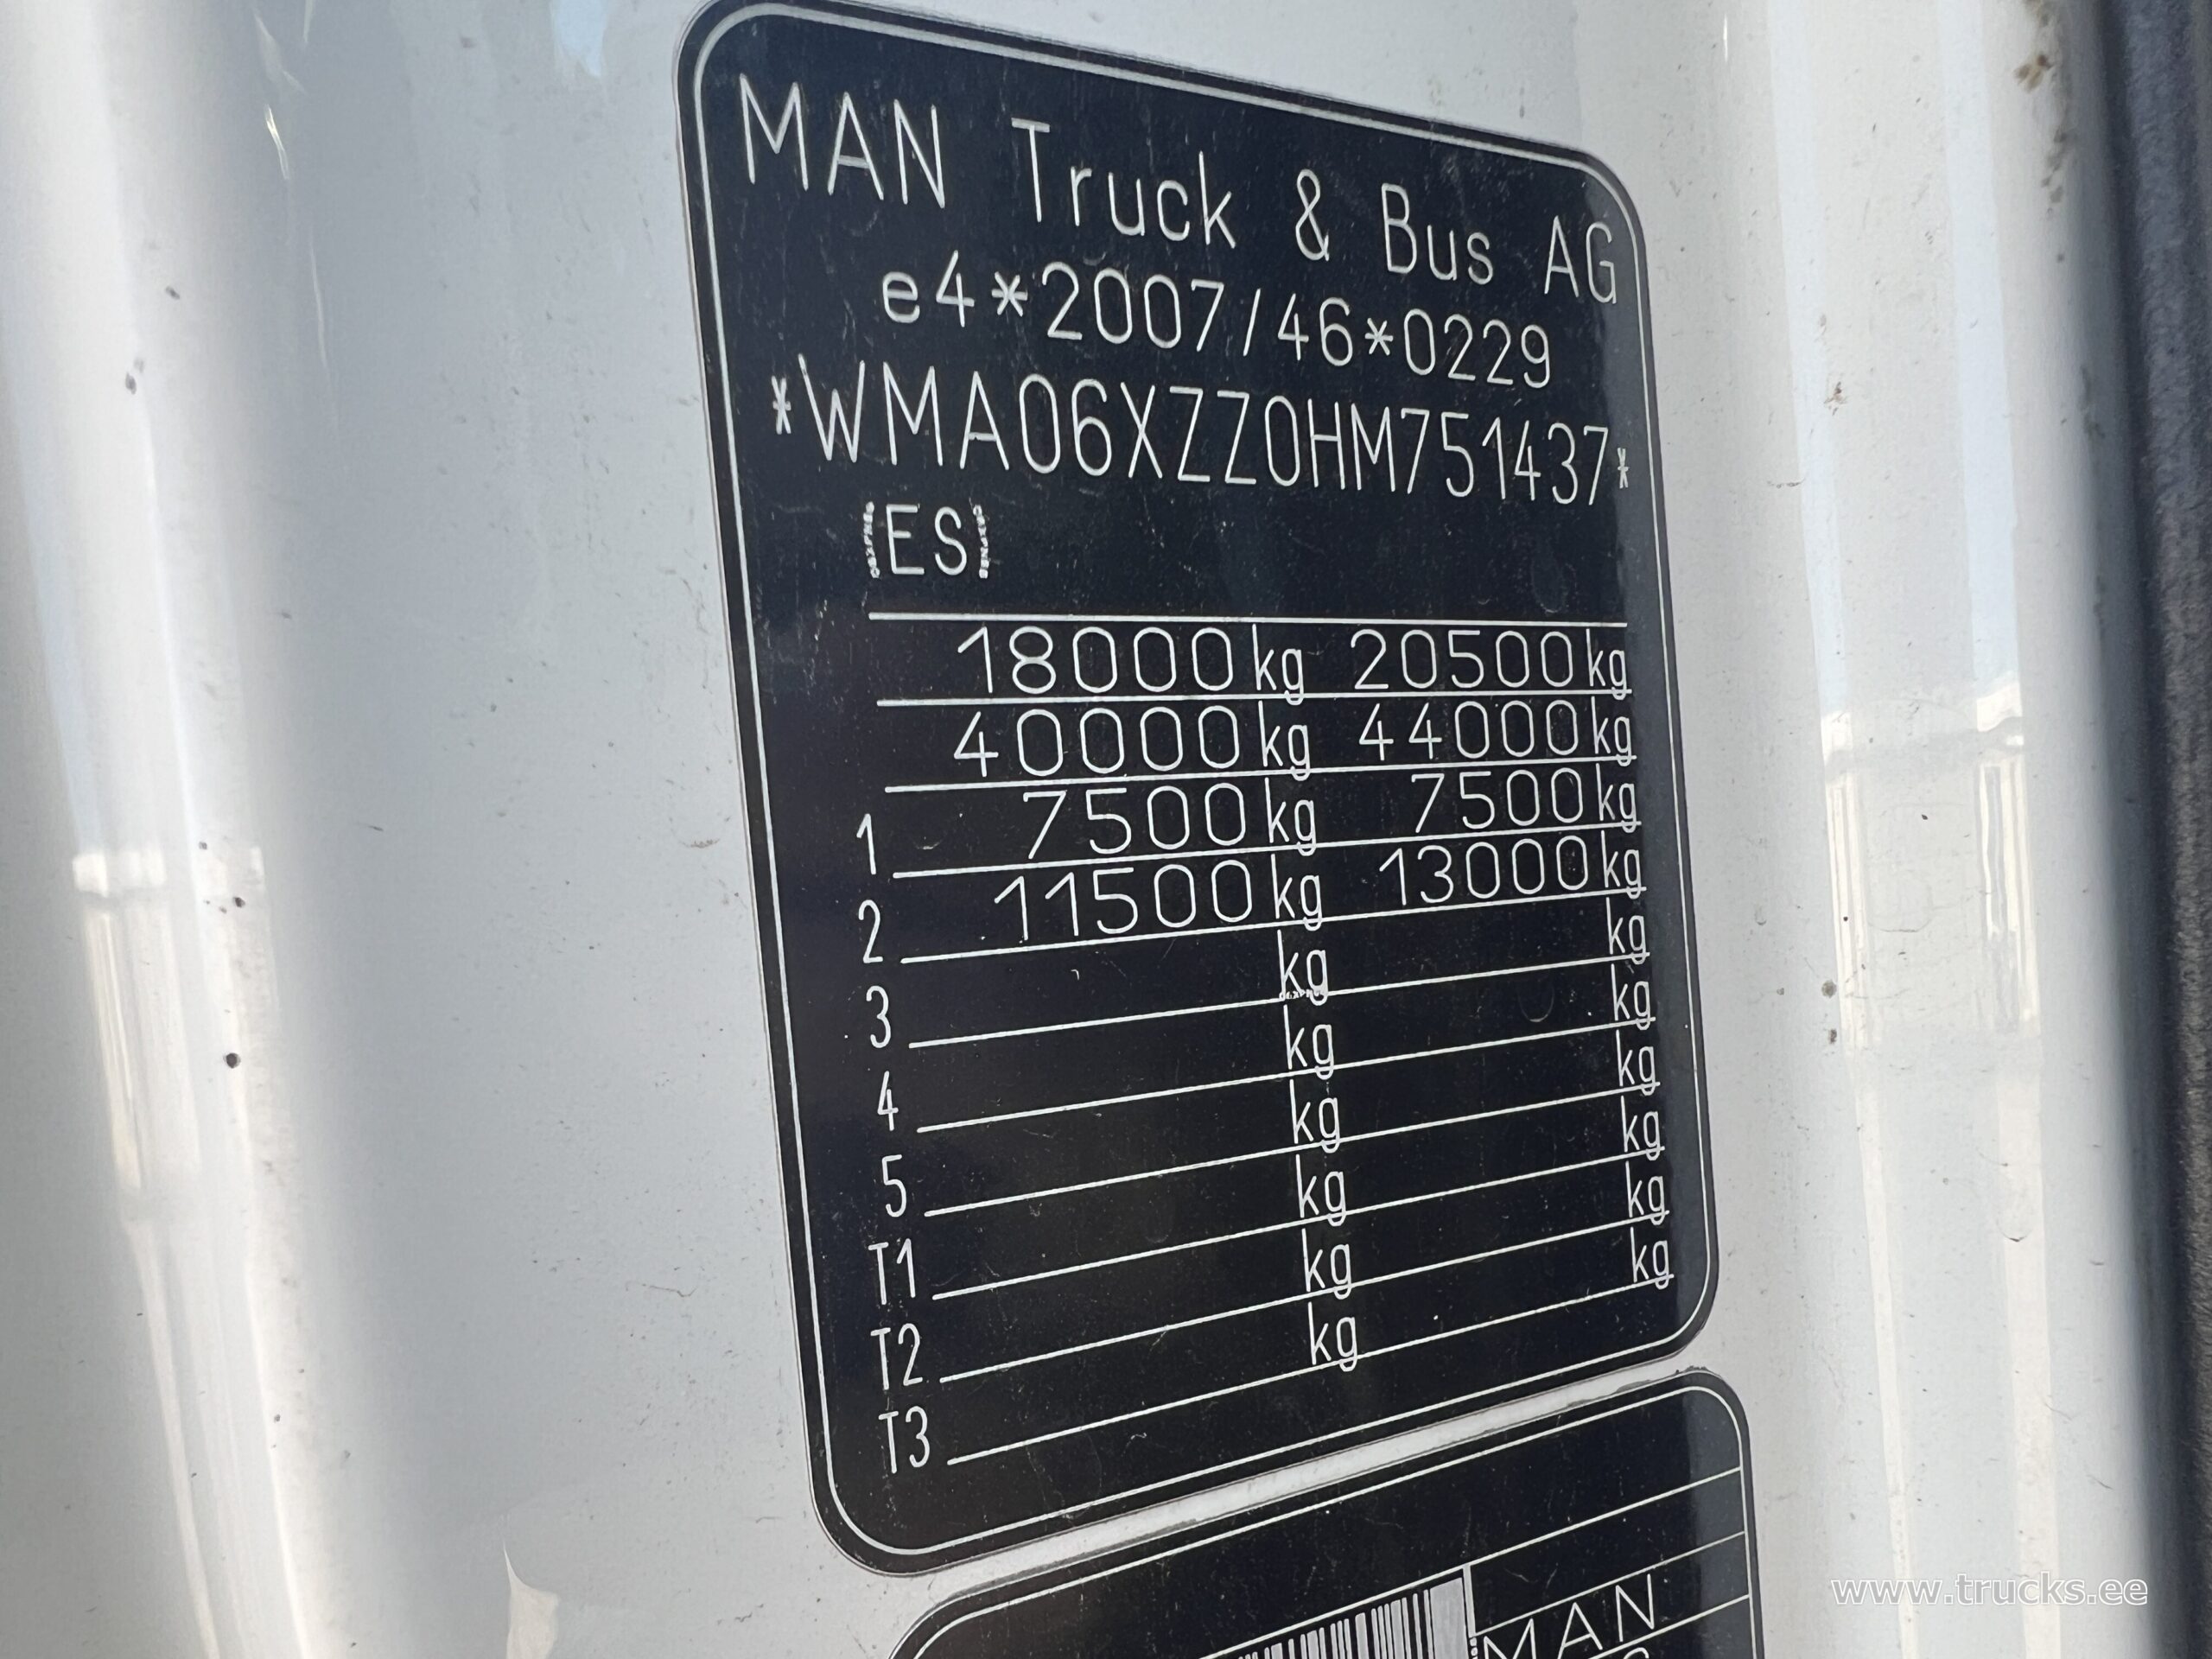 MAN Truck & Bus AG
e4*2007/46*0229
*WMA06XZZ0HM751437*
(ES)
18000 kg 20500 kg
40000 kg 44000 kg
1 7500 kg 7500 kg
2 11500 kg 13000 kg
3 kg kg
4 kg kg
5 kg kg
T1 kg kg
T2 kg kg
T3 kg kg
MAN
www.trucks.ee